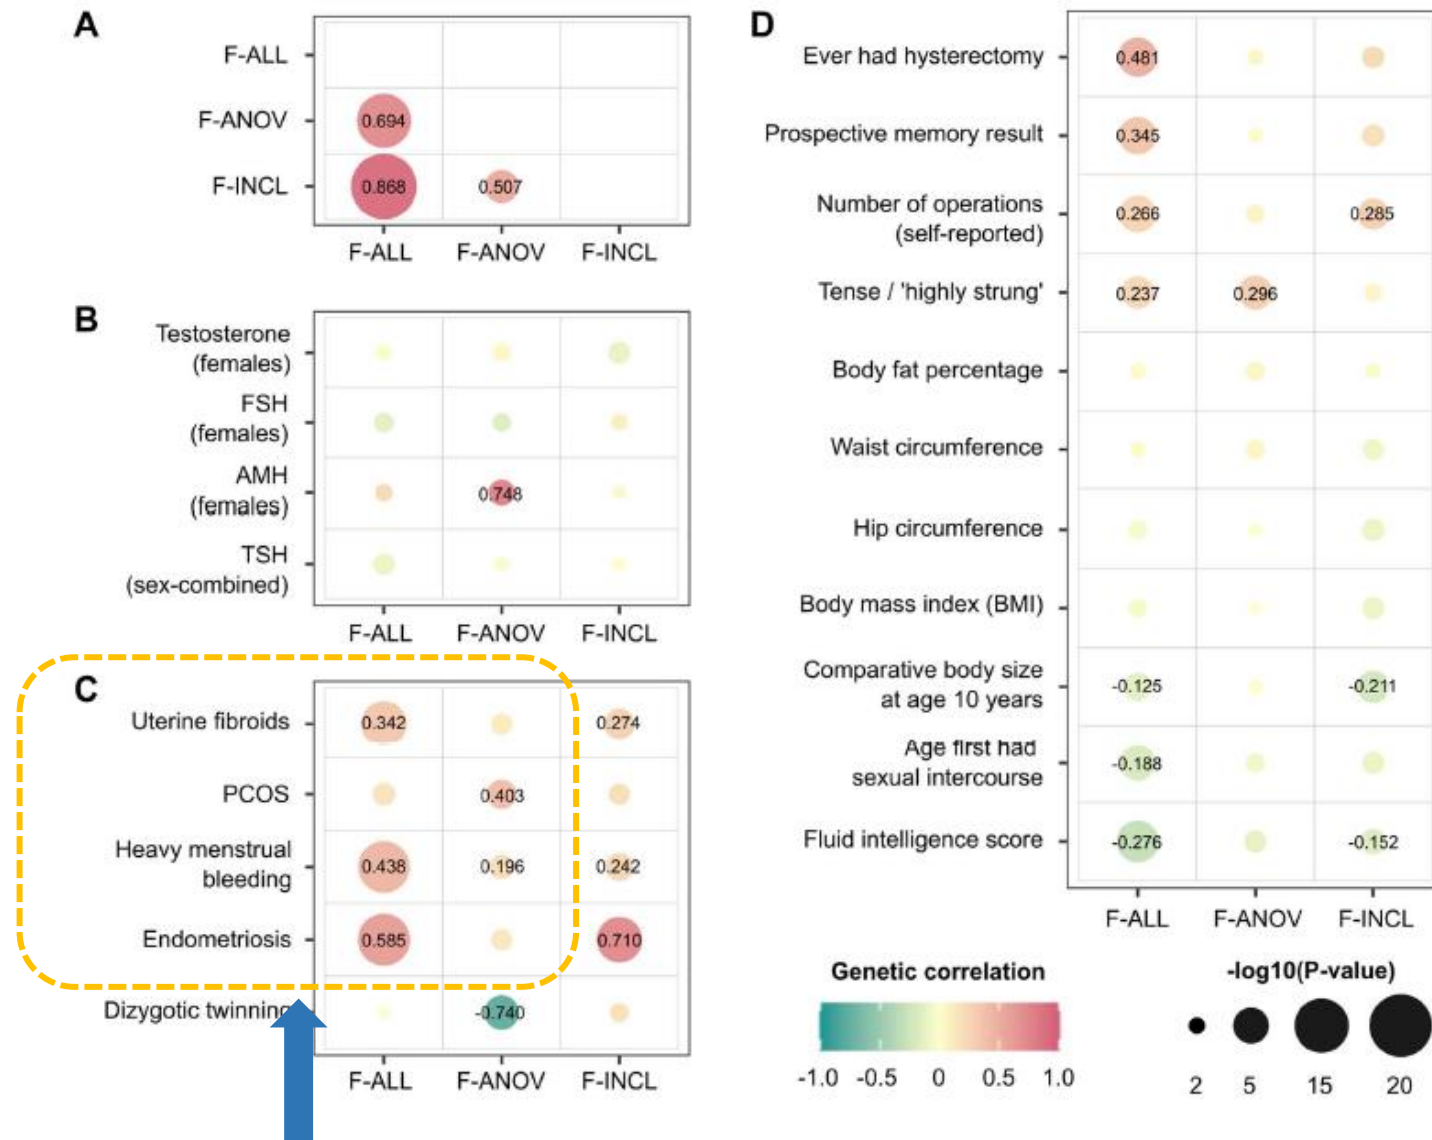 A
F-ALL
F-ANOV
0.694
F-INCL
0.868
0.507
F-ALL
F-ANOV
F-INCL
B
Testosterone
(females)
FSH
(females)
AMH
(females)
0.748
TSH
(sex-combined)
F-ALL
F-ANOV
F-INCL
C
Uterine fibroids
0.342
0.274
PCOS
0.403
Heavy menstrual
bleeding
0.438
0.196
0.242
Endometriosis
0.585
0.710
Dizygotic twinning
-0.740
F-ALL
F-ANOV
F-INCL
D
Ever had hysterectomy
0.481
Prospective memory result
0.345
Number of operations
(self-reported)
0.266
0.285
Tense / 'highly strung'
0.237
0.296
Body fat percentage
Waist circumference
Hip circumference
Body mass index (BMI)
Comparative body size
at age 10 years
-0.125
-0.211
Age first had
sexual intercourse
-0.188
Fluid intelligence score
-0.276
-0.152
F-ALL
F-ANOV
F-INCL
Genetic correlation
-1.0 -0.5 0 0.5 1.0
-log10(P-value)
2 5 15 20